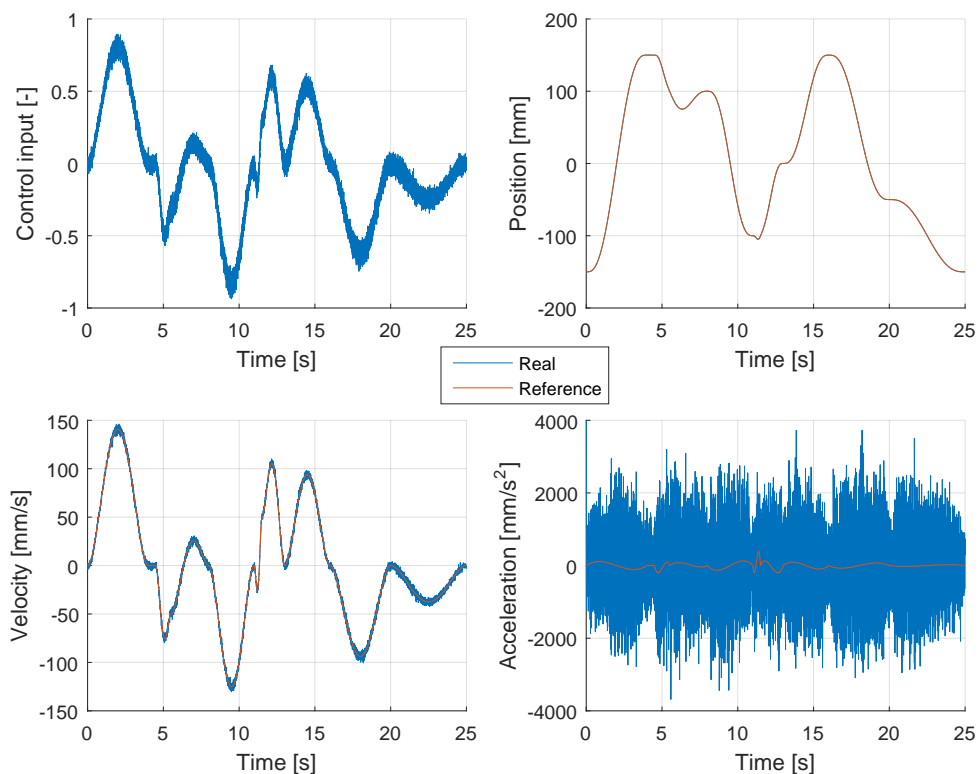 1
0.5
0
-0.5
-1
Control input [-]
0 5 10 15 20 25
Time [s]
200
100
0
-100
-200
Position [mm]
0 5 10 15 20 25
Time [s]
Real
Reference
150
100
50
0
-50
-100
-150
Velocity [mm/s]
0 5 10 15 20 25
Time [s]
4000
2000
0
-2000
-4000
Acceleration [mm/s²]
0 5 10 15 20 25
Time [s]